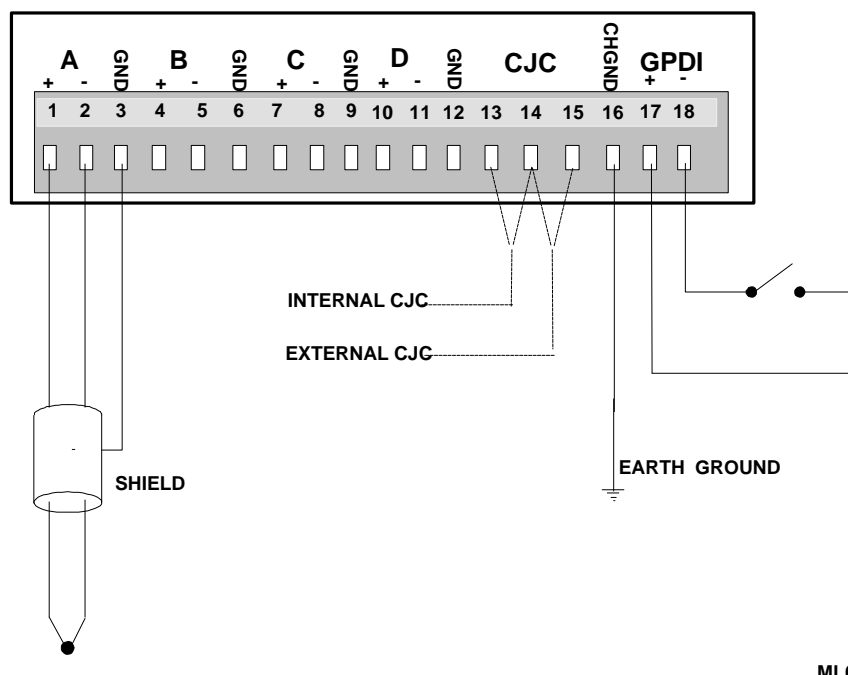 A GND B GND C GND D GND CJC CHGND GPDI
+ - + - + - + - + -
1 2 3 4 5 6 7 8 9 10 11 12 13 14 15 16 17 18
INTERNAL CJC
EXTERNAL CJC
EARTH GROUND
SHIELD